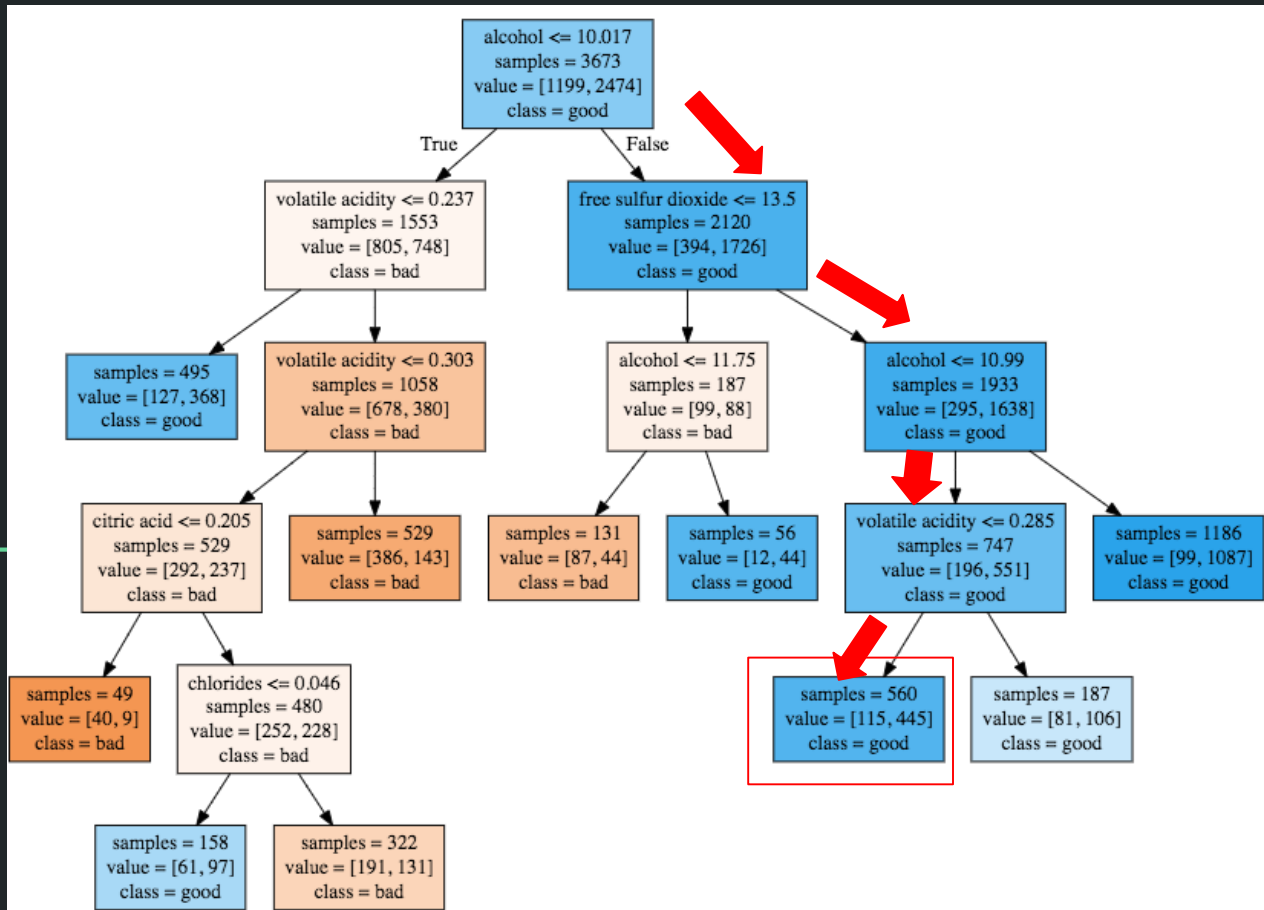 alcohol <= 10.017
samples = 3673
value = [1199, 2474]
class = good
True
False
volatile acidity <= 0.237
samples = 1553
value = [805, 748]
class = bad
free sulfur dioxide <= 13.5
samples = 2120
value = [394, 1726]
class = good
samples = 495
value = [127, 368]
class = good
volatile acidity <= 0.303
samples = 1058
value = [678, 380]
class = bad
alcohol <= 11.75
samples = 187
value = [99, 88]
class = bad
alcohol <= 10.99
samples = 1933
value = [295, 1638]
class = good
citric acid <= 0.205
samples = 529
value = [292, 237]
class = bad
samples = 529
value = [386, 143]
class = bad
samples = 131
value = [87, 44]
class = bad
samples = 56
value = [12, 44]
class = good
volatile acidity <= 0.285
samples = 747
value = [196, 551]
class = good
samples = 1186
value = [99, 1087]
class = good
samples = 49
value = [40, 9]
class = bad
chlorides <= 0.046
samples = 480
value = [252, 228]
class = bad
samples = 560
value = [115, 445]
class = good
samples = 187
value = [81, 106]
class = good
samples = 158
value = [61, 97]
class = good
samples = 322
value = [191, 131]
class = bad